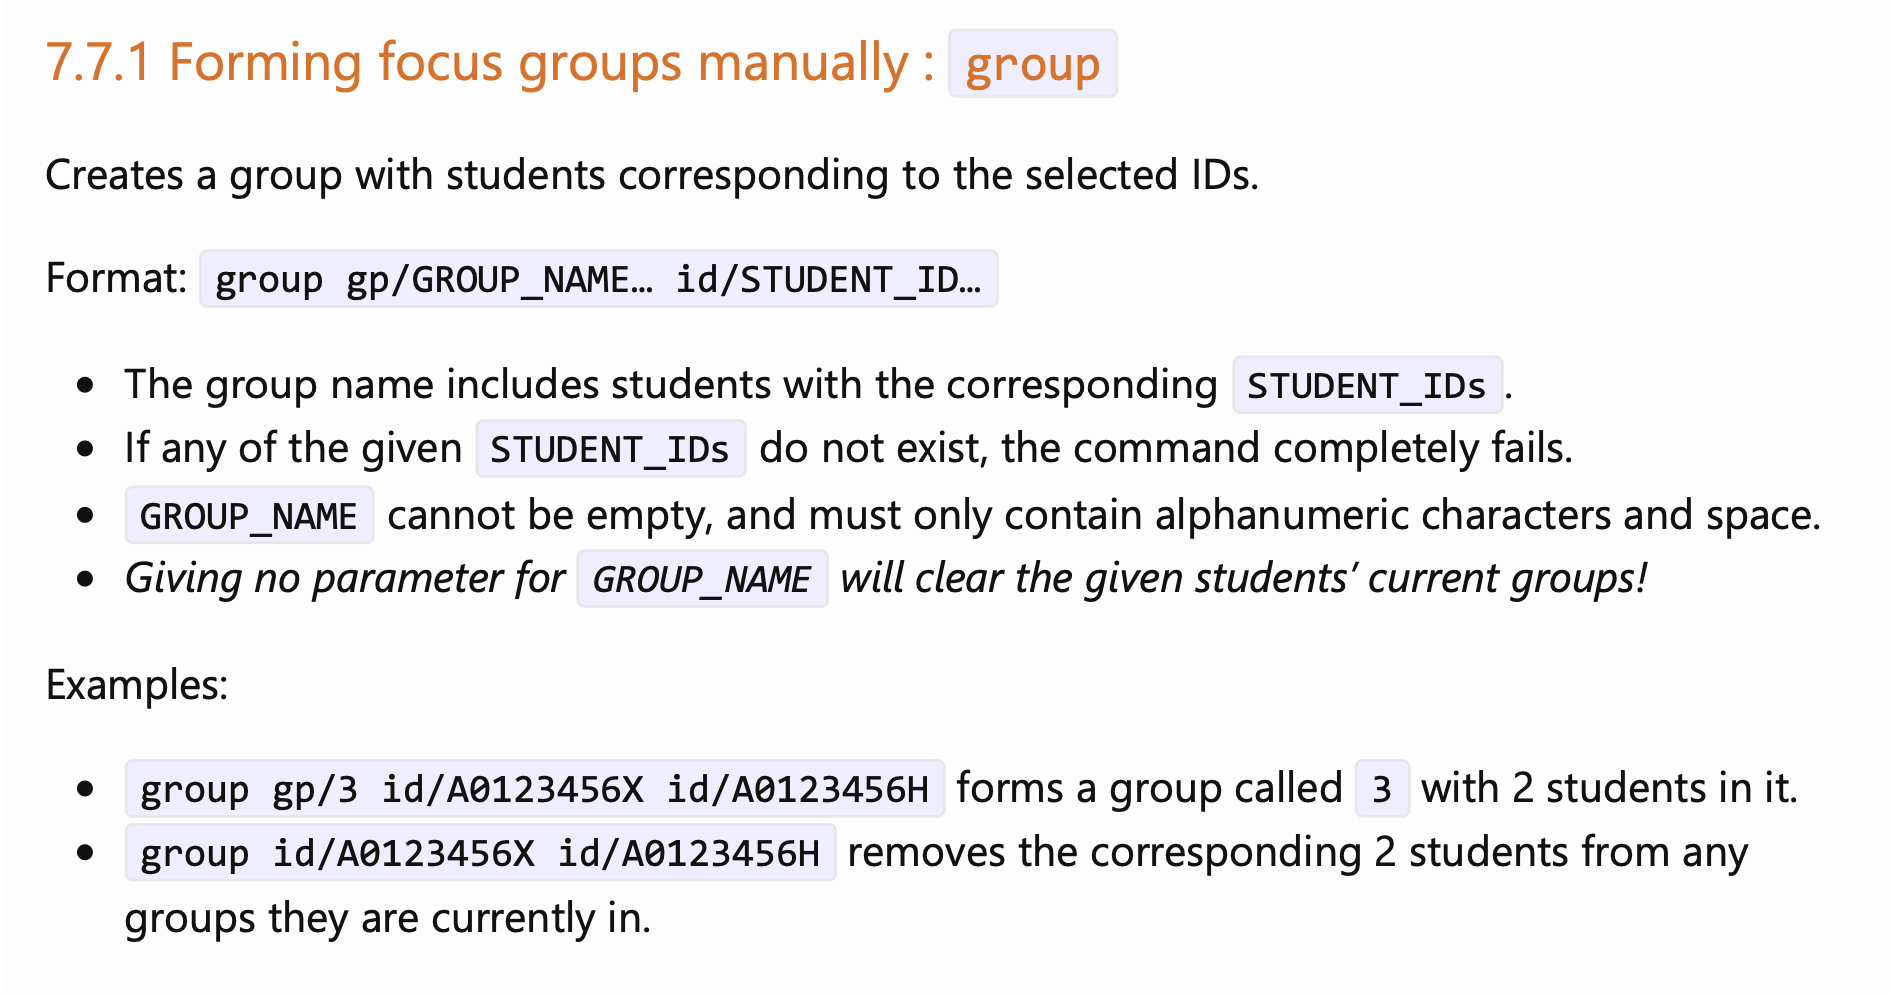 7.7.1 Forming focus groups manually : group
Creates a group with students corresponding to the selected IDs.
Format: group gp/GROUP_NAME… id/STUDENT_ID…
• The group name includes students with the corresponding STUDENT_IDs.
• If any of the given STUDENT_IDs do not exist, the command completely fails.
• GROUP_NAME cannot be empty, and must only contain alphanumeric characters and space.
• Giving no parameter for GROUP_NAME will clear the given students’ current groups!
Examples:
• group gp/3 id/A0123456X id/A0123456H forms a group called 3 with 2 students in it.
• group id/A0123456X id/A0123456H removes the corresponding 2 students from any
groups they are currently in.